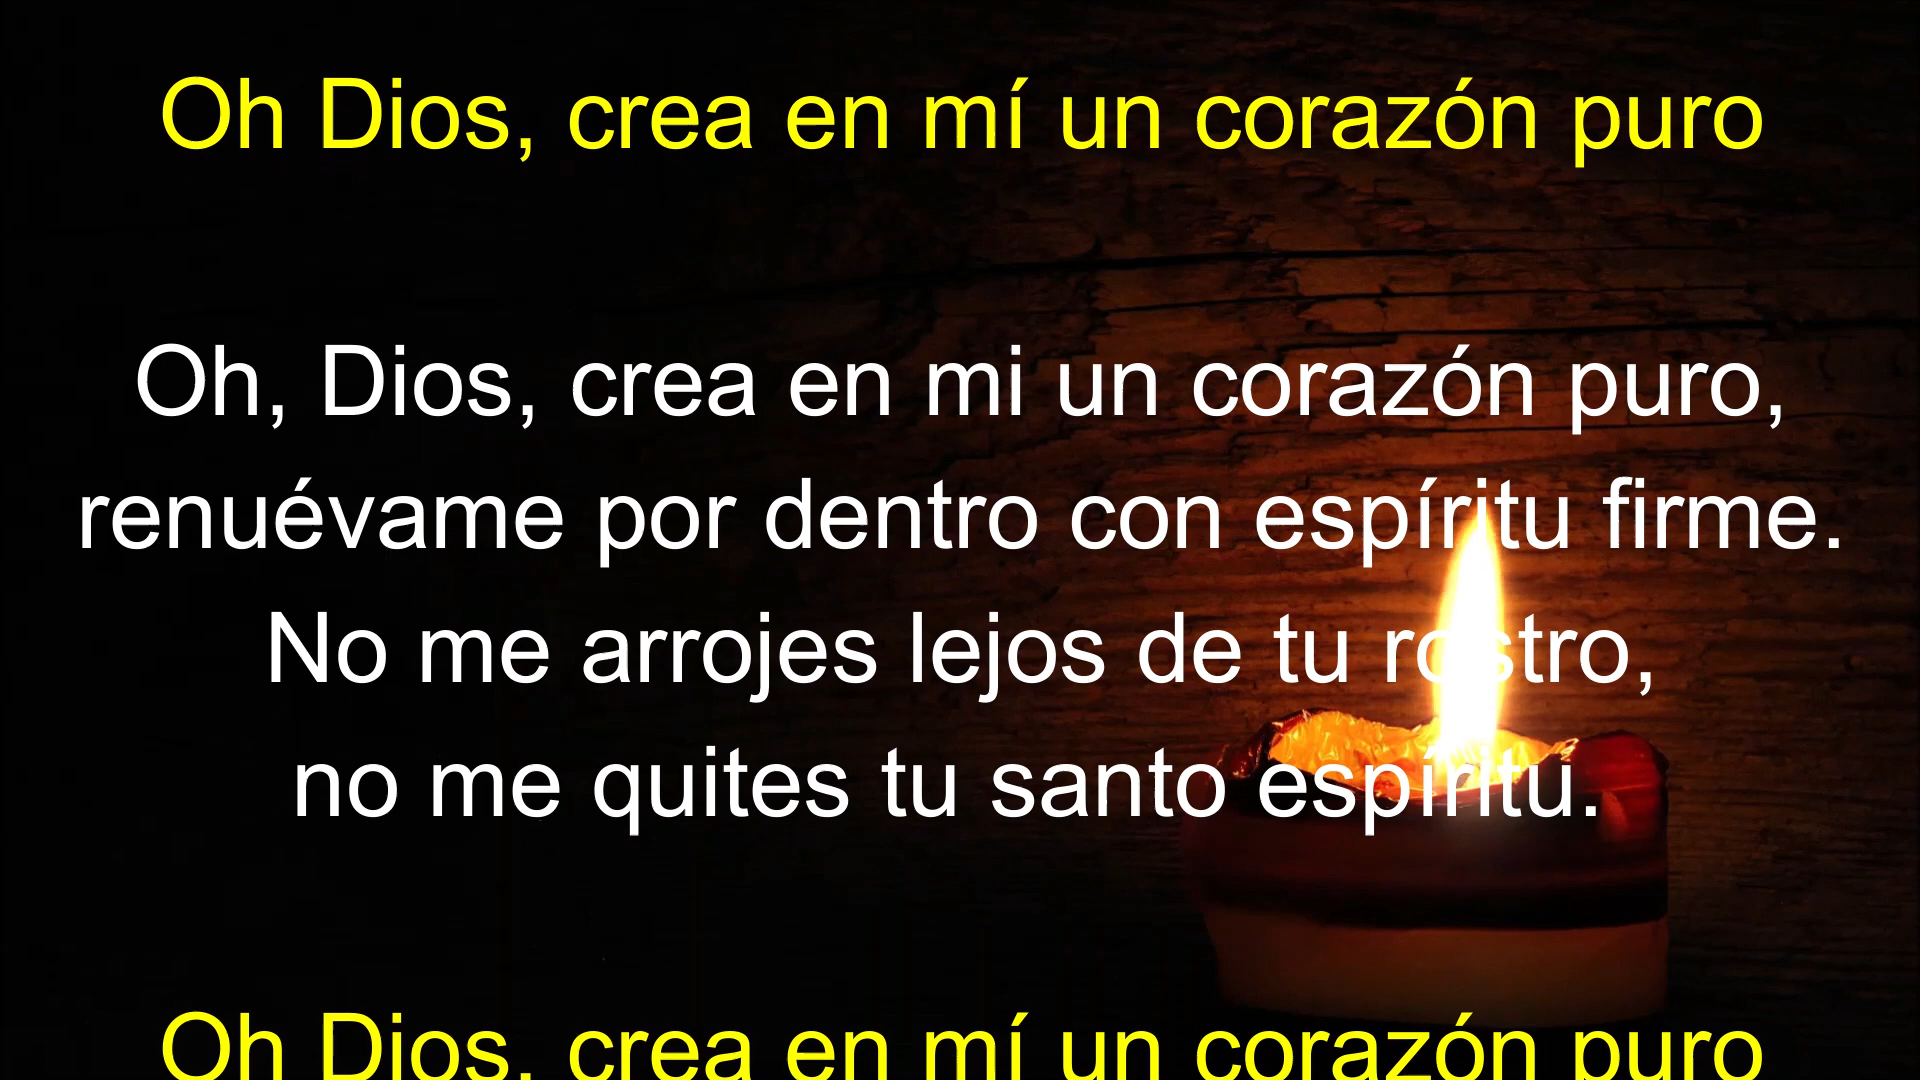 Oh Dios, crea en mí un corazón puro
Oh, Dios, crea en mi un corazón puro,
renuévame por dentro con espíritu firme.
No me arrojes lejos de tu rostro,
no me quites tu santo espíritu.
Oh Dios, crea en mí un corazón puro